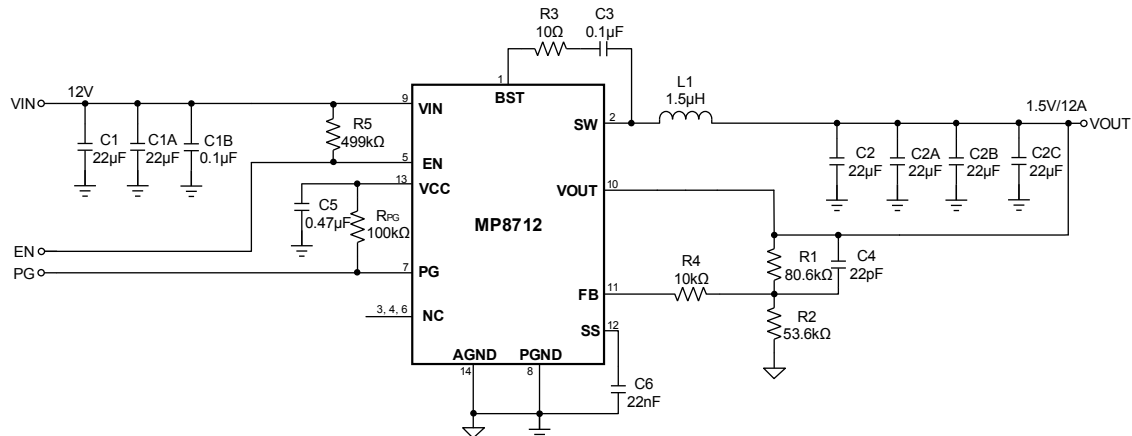 R3
10Ω
C3
0.1µF
1
BST
12V
VIN
9
VIN
C1
22µF
C1A
22µF
C1B
0.1µF
R5
499kΩ
5
EN
13
VCC
C5
0.47µF
RPG
100kΩ
EN
PG
7
PG
3, 4, 6
NC
MP8712
SW
2
L1
1.5µH
1.5V/12A
VOUT
C2
22µF
C2A
22µF
C2B
22µF
C2C
22µF
VOUT
10
R1
80.6kΩ
C4
22pF
R4
10kΩ
FB
11
R2
53.6kΩ
SS
12
AGND
14
PGND
8
C6
22nF